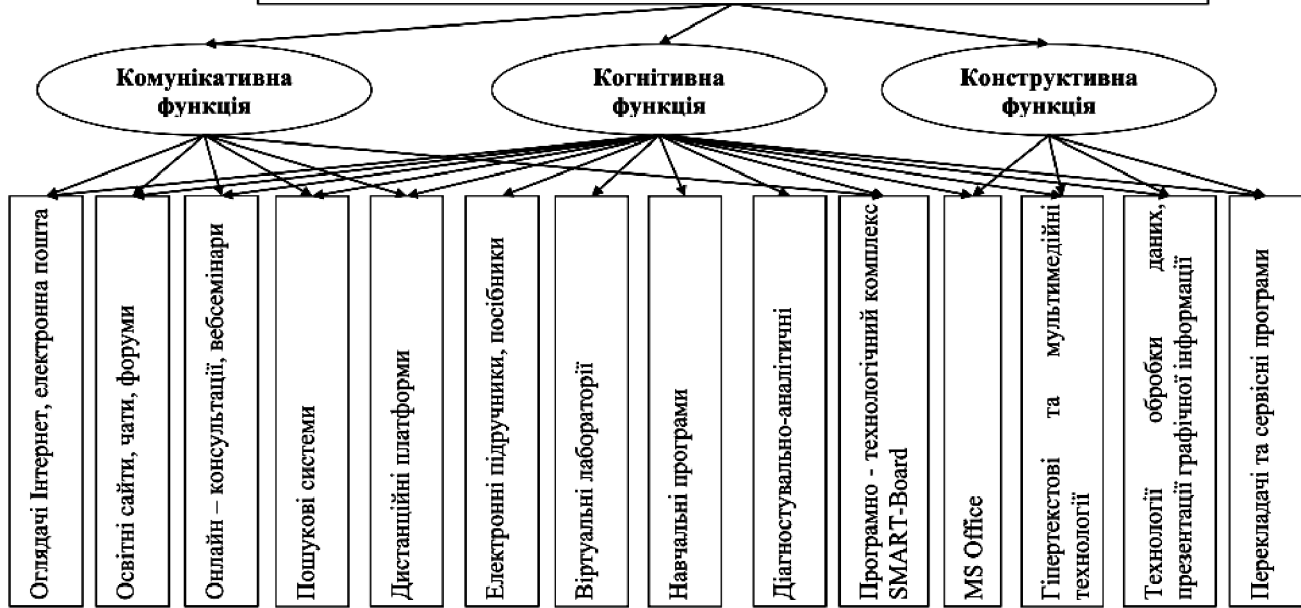 Комунікативна
функція
Когнітивна
функція
Конструктивна
функція
Оглядачі Інтернет, електронна пошта
Освітні сайти, чати, форуми
Онлайн – консультації, вебсемінари
Пошукові системи
Дистанційні платформи
Електронні підручники, посібники
Віртуальні лабораторії
Навчальні програми
Діагностувально-аналітичні
Програмно - технологічний комплекс
SMART-Board
MS Office
Гіпертекстові та мультимедійні
технології
Технології обробки даних,
презентації графічної інформації
Перекладачі та сервісні програми